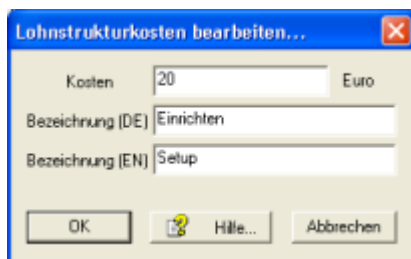 Lohnstrukturkosten bearbeiten...
Kosten 20 Euro
Bezeichnung (DE) Einrichten
Bezeichnung (EN) Setup
OK Hilfe... Abbrechen